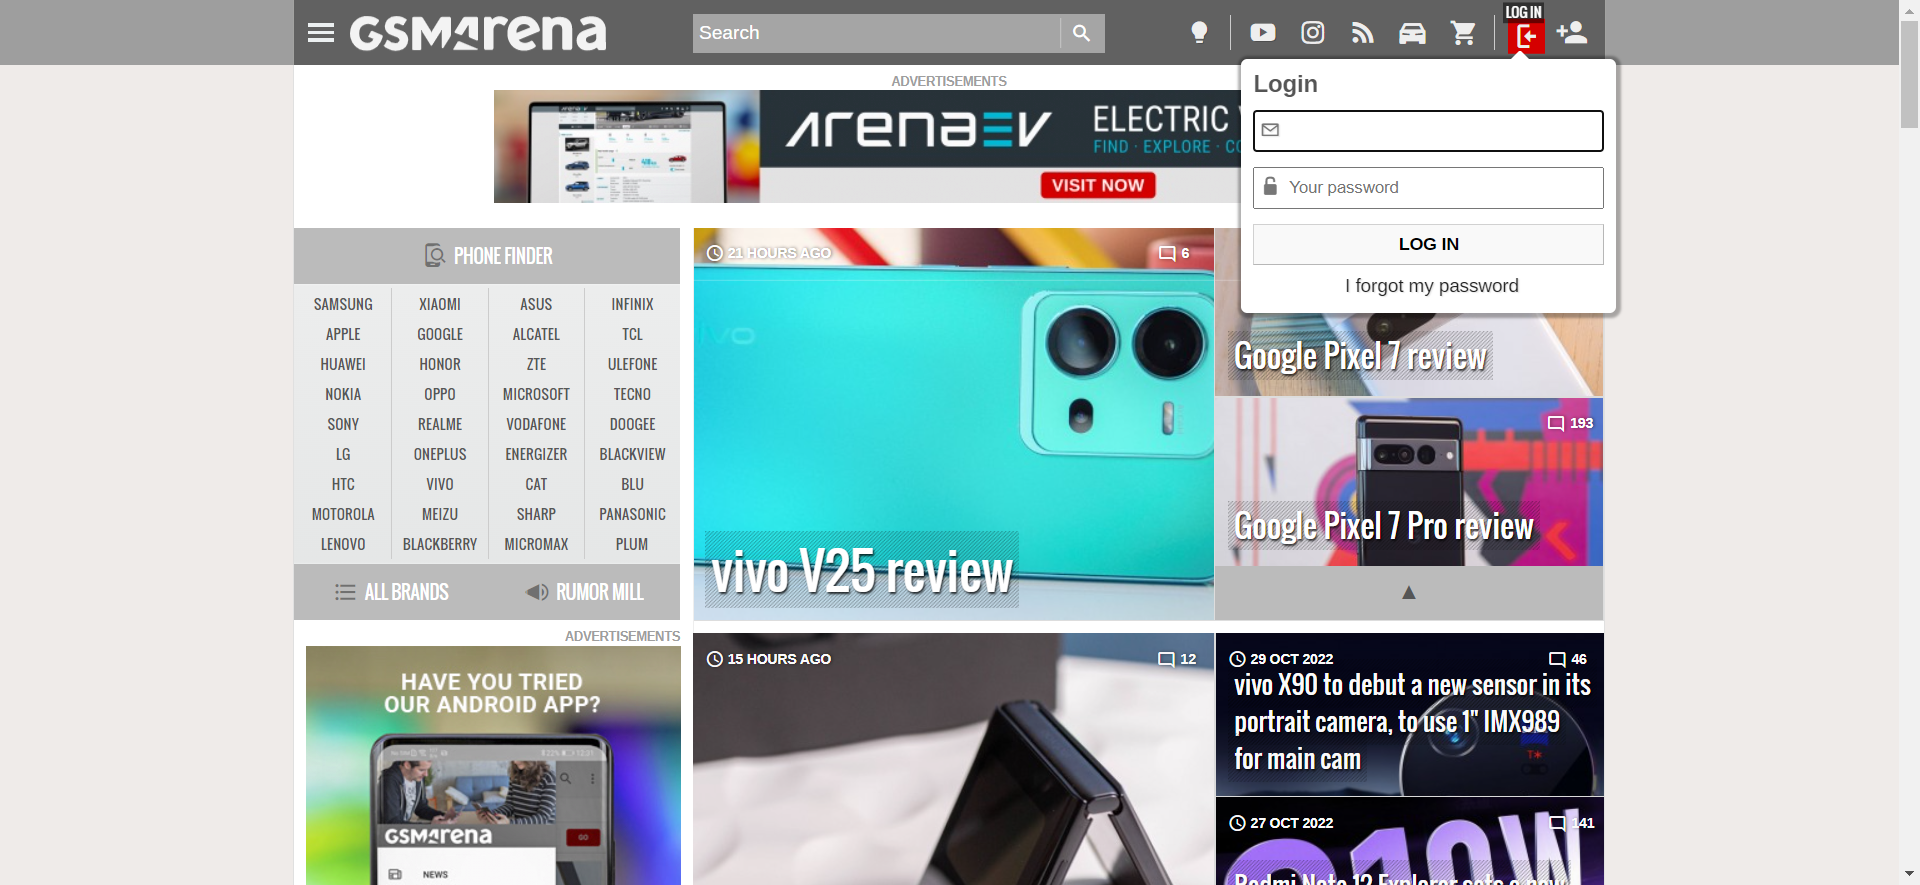 GSMArena
Search
LOG IN
Login
Your password
LOG IN
I forgot my password
ADVERTISEMENTS
arenaEV
ELECTRIC
FIND · EXPLORE ·
VISIT NOW
PHONE FINDER
SAMSUNG XIAOMI ASUS INFINIX
APPLE GOOGLE ALCATEL TCL
HUAWEI HONOR ZTE ULEFONE
NOKIA OPPO MICROSOFT TECNO
SONY REALME VODAFONE DOOGEE
LG ONEPLUS ENERGIZER BLACKVIEW
HTC VIVO CAT BLU
MOTOROLA MEIZU SHARP PANASONIC
LENOVO BLACKBERRY MICROMAX PLUM
ALL BRANDS RUMOR MILL
21 HOURS AGO 6
vivo V25 review
Google Pixel 7 review
193
Google Pixel 7 Pro review
▲
ADVERTISEMENTS
HAVE YOU TRIED
OUR ANDROID APP?
GSMArena
GO
NEWS
15 HOURS AGO 12
29 OCT 2022 46
vivo X90 to debut a new sensor in its
portrait camera, to use 1" IMX989
for main cam
27 OCT 2022 141
210W
Redmi Note 12 Explorer sets a new